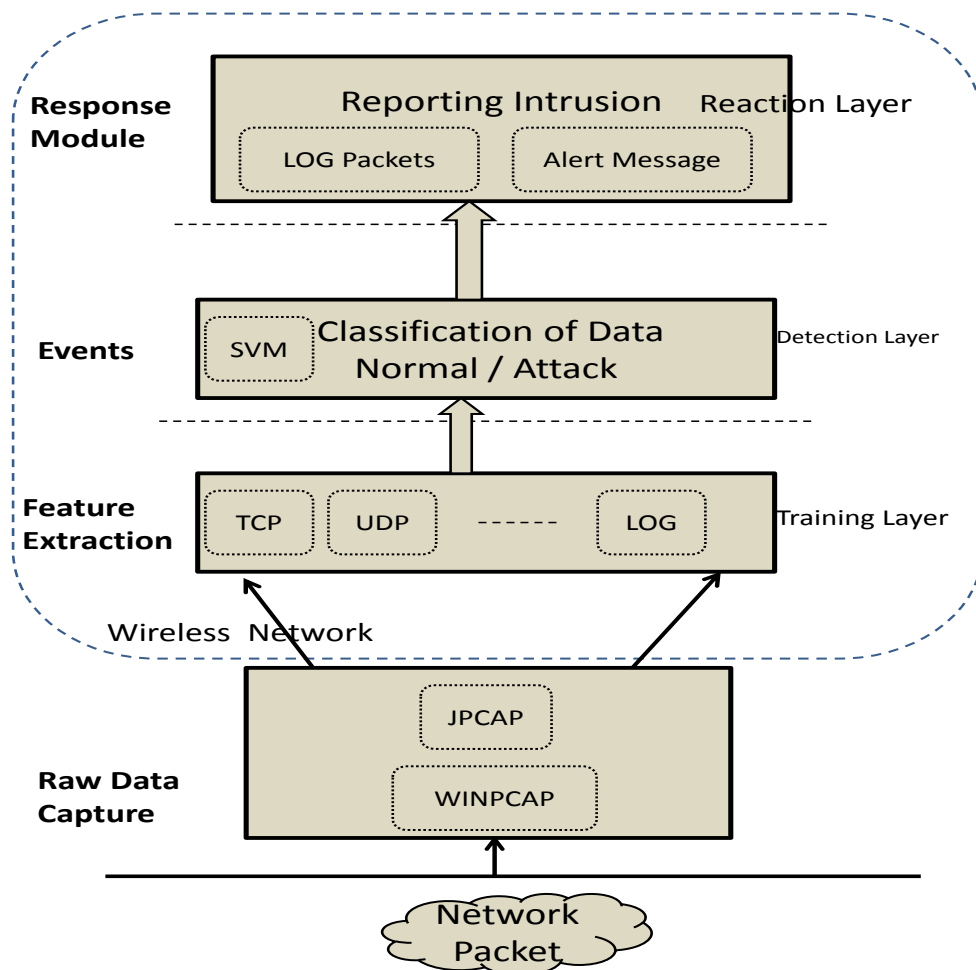 Response
Module
Reporting Intrusion
Reaction Layer
LOG Packets
Alert Message
Events
SVM
Classification of Data
Normal / Attack
Detection Layer
Feature
Extraction
TCP
UDP
------
LOG
Training Layer
Wireless Network
Raw Data
Capture
JPCAP
WINPCAP
Network
Packet